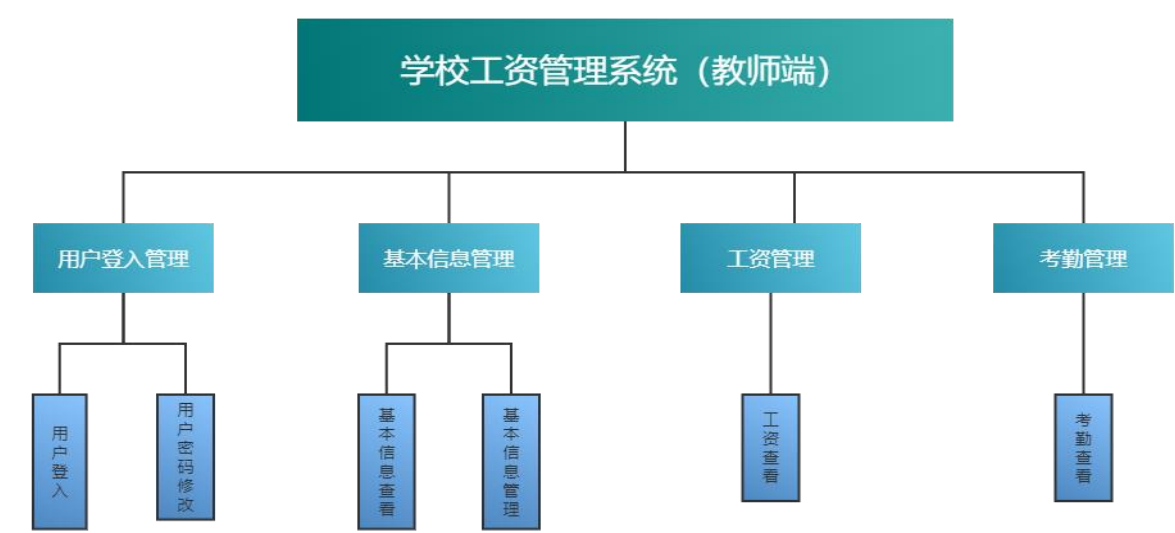 学校工资管理系统（教师端）
用户登入管理
基本信息管理
工资管理
考勤管理
用户登入
用户密码修改
基本信息查看
基本信息管理
工资查看
考勤查看